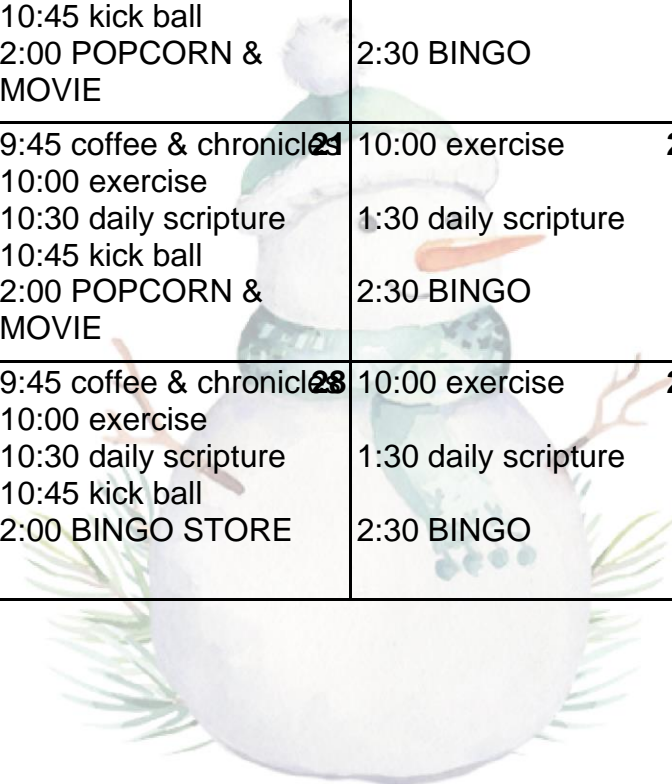 10:45 kick ball
2:00 POPCORN &
MOVIE
2:30 BINGO
9:45 coffee & chronicles 21
10:00 exercise
10:30 daily scripture
10:45 kick ball
2:00 POPCORN &
MOVIE
10:00 exercise
1:30 daily scripture
2:30 BINGO
9:45 coffee & chronicles 28
10:00 exercise
10:30 daily scripture
10:45 kick ball
2:00 BINGO STORE
10:00 exercise
1:30 daily scripture
2:30 BINGO